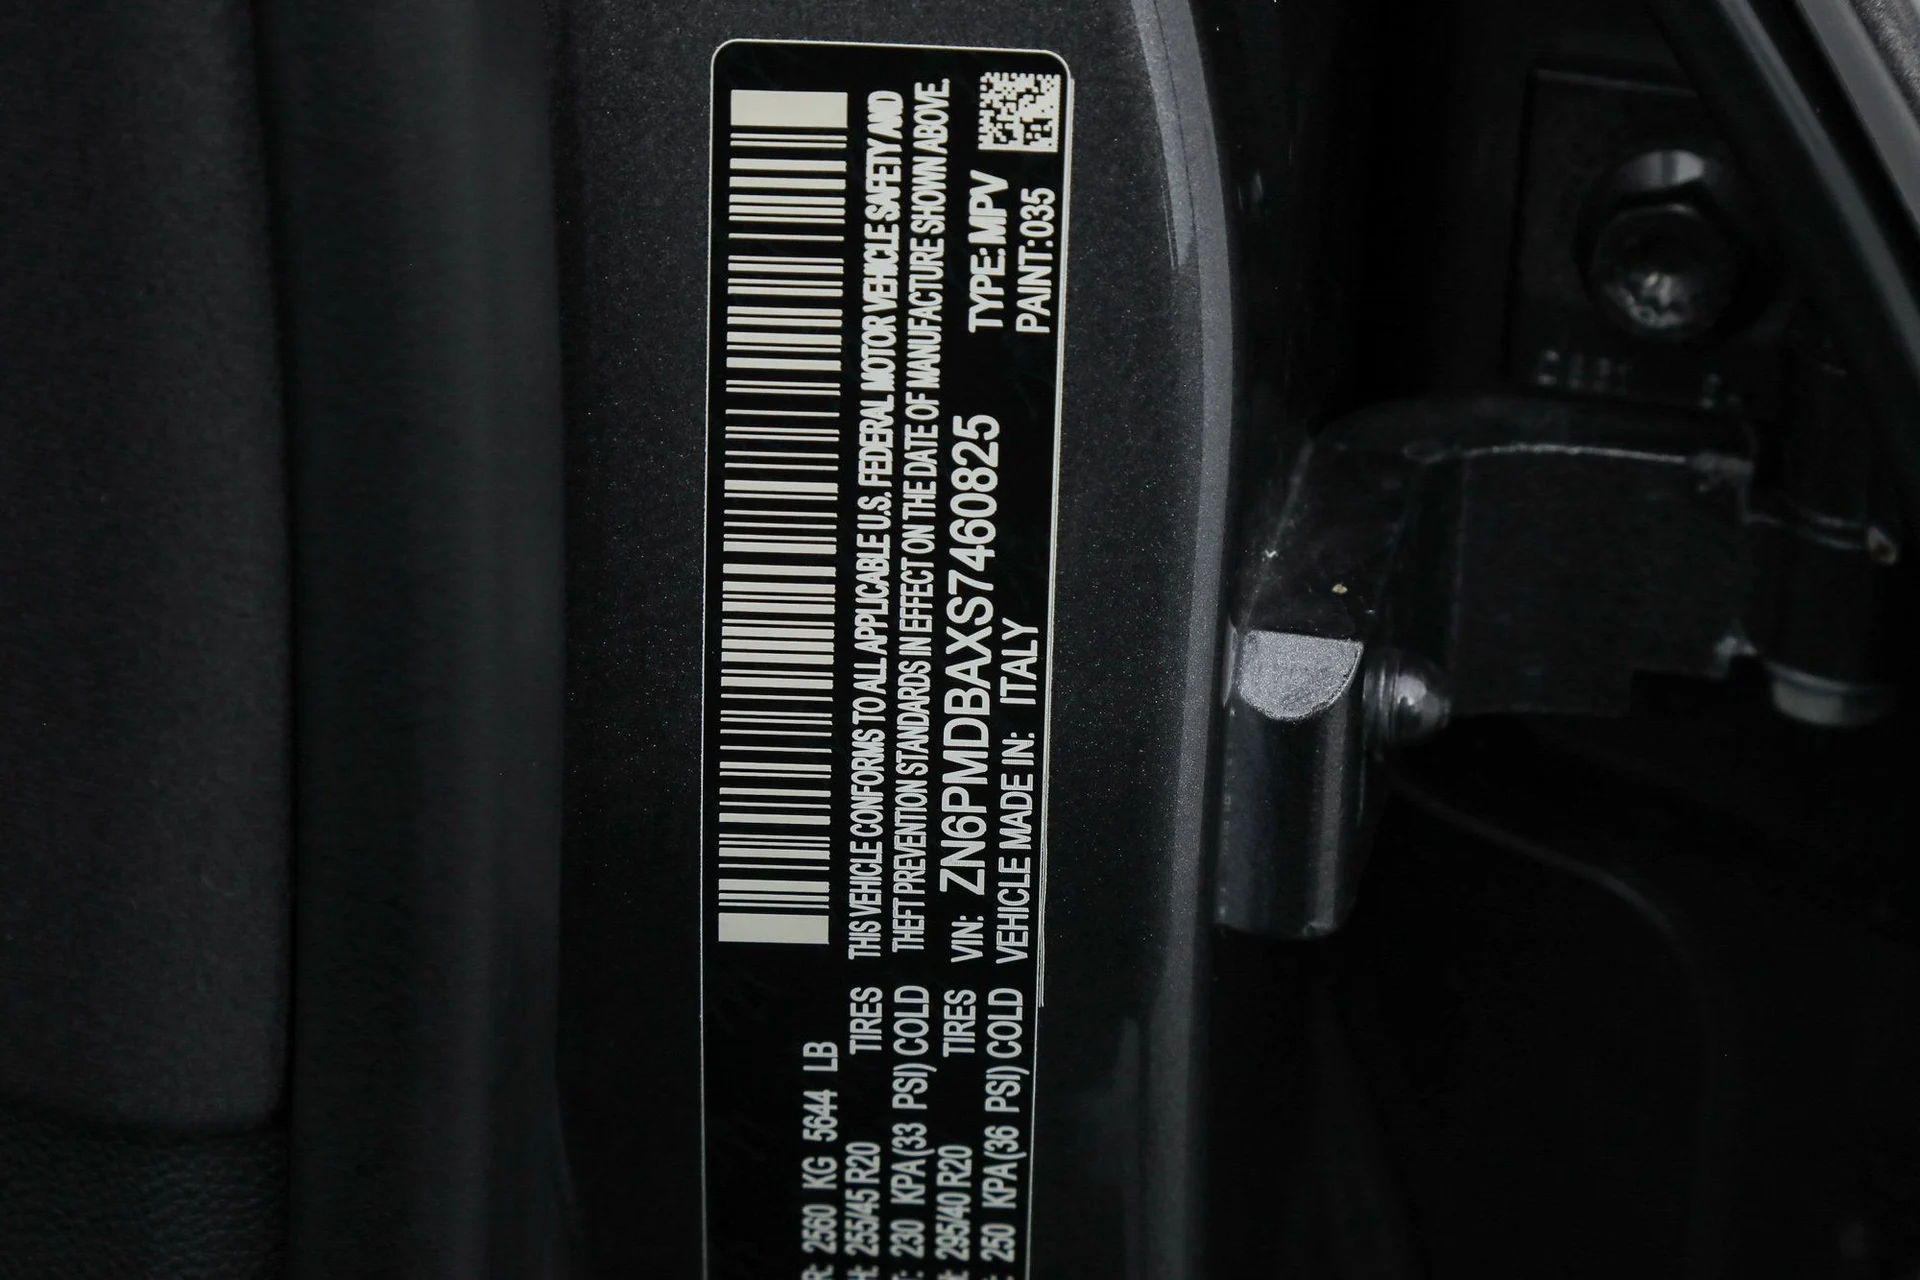 THIS VEHICLE CONFORMS TO ALL APPLICABLE U.S. FEDERAL MOTOR VEHICLE SAFETY AND
THEFT PREVENTION STANDARDS IN EFFECT ON THE DATE OF MANUFACTURE SHOWN ABOVE.
VIN: ZN6PMDBAXS7460825 TYPE: MPV
VEHICLE MADE IN: ITALY PAINT:035
2560 KG 5644 LB
255/45 R20 TIRES
230 KPA(33 PSI) COLD
295/40 R20 TIRES
250 KPA(36 PSI) COLD